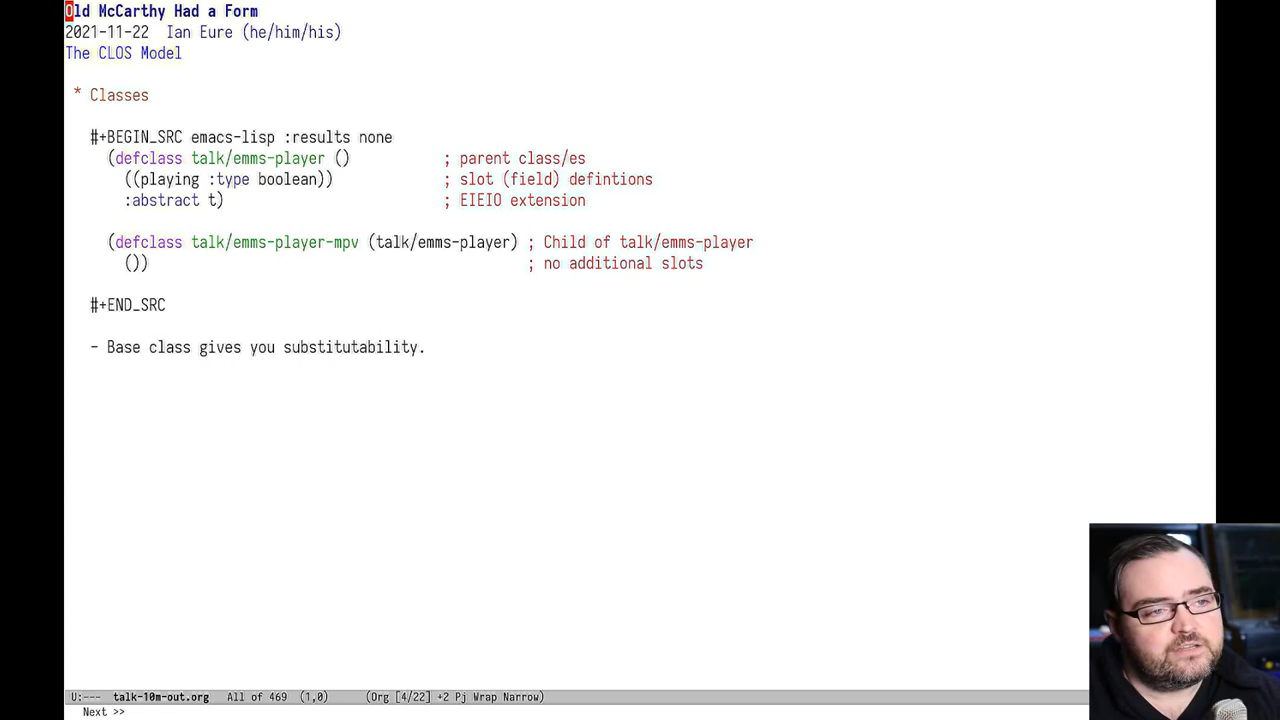 Old McCarthy Had a Form
2021-11-22  Ian Eure (he/him/his)
The CLOS Model
* Classes
#+BEGIN_SRC emacs-lisp :results none
(defclass talk/emms-player ()           ; parent class/es
((playing :type boolean))             ; slot (field) defintions
:abstract t)                          ; EIEIO extension
(defclass talk/emms-player-mpv (talk/emms-player) ; Child of talk/emms-player
())                                             ; no additional slots
#+END_SRC
- Base class gives you substitutability.
U:---  talk-10m-out.org  All of 469  (1,0)  (Org [4/22] +2 Pj Wrap Narrow)
Next >>